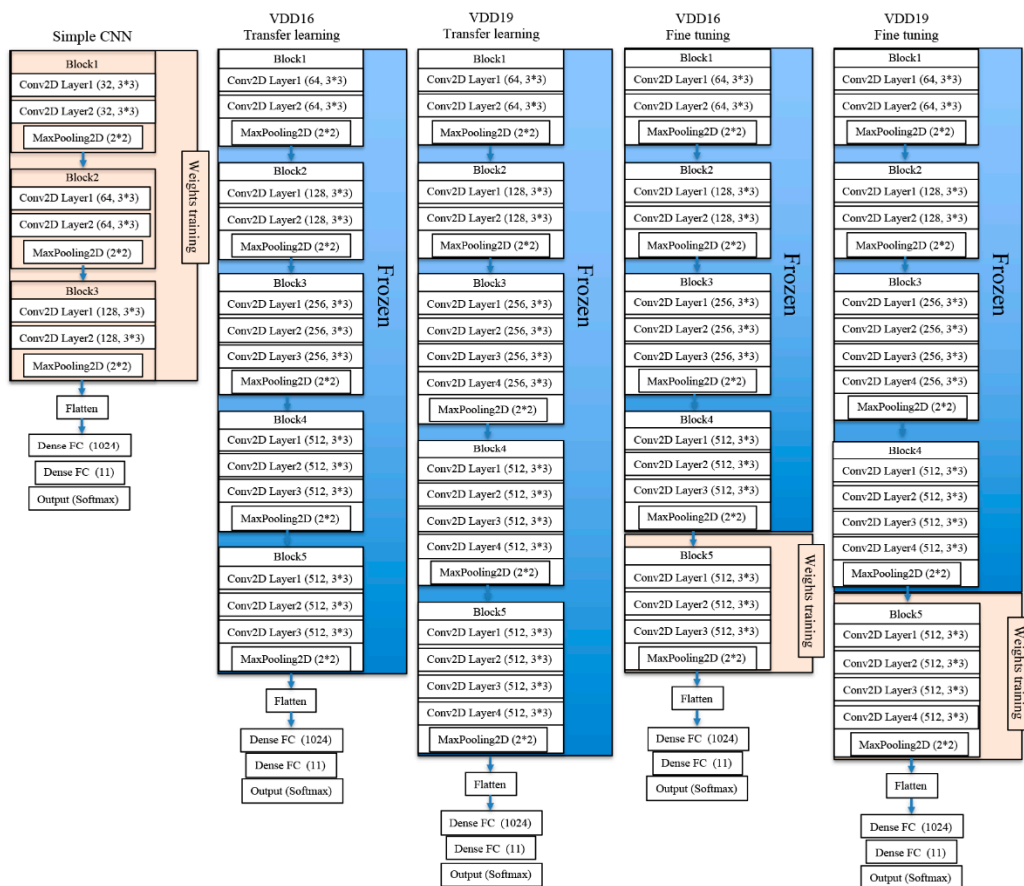 Simple CNN
Block1
Conv2D Layer1 (32, 3*3)
Conv2D Layer2 (32, 3*3)
MaxPooling2D (2*2)
Block2
Conv2D Layer1 (64, 3*3)
Conv2D Layer2 (64, 3*3)
MaxPooling2D (2*2)
Block3
Conv2D Layer1 (128, 3*3)
Conv2D Layer2 (128, 3*3)
MaxPooling2D (2*2)
Weights training
Flatten
Dense FC (1024)
Dense FC (11)
Output (Softmax)
VDD16
Transfer learning
Block1
Conv2D Layer1 (64, 3*3)
Conv2D Layer2 (64, 3*3)
MaxPooling2D (2*2)
Block2
Conv2D Layer1 (128, 3*3)
Conv2D Layer2 (128, 3*3)
MaxPooling2D (2*2)
Block3
Conv2D Layer1 (256, 3*3)
Conv2D Layer2 (256, 3*3)
Conv2D Layer3 (256, 3*3)
MaxPooling2D (2*2)
Block4
Conv2D Layer1 (512, 3*3)
Conv2D Layer2 (512, 3*3)
Conv2D Layer3 (512, 3*3)
MaxPooling2D (2*2)
Block5
Conv2D Layer1 (512, 3*3)
Conv2D Layer2 (512, 3*3)
Conv2D Layer3 (512, 3*3)
MaxPooling2D (2*2)
Frozen
Flatten
Dense FC (1024)
Dense FC (11)
Output (Softmax)
VDD19
Transfer learning
Block1
Conv2D Layer1 (64, 3*3)
Conv2D Layer2 (64, 3*3)
MaxPooling2D (2*2)
Block2
Conv2D Layer1 (128, 3*3)
Conv2D Layer2 (128, 3*3)
MaxPooling2D (2*2)
Block3
Conv2D Layer1 (256, 3*3)
Conv2D Layer2 (256, 3*3)
Conv2D Layer3 (256, 3*3)
Conv2D Layer4 (256, 3*3)
MaxPooling2D (2*2)
Block4
Conv2D Layer1 (512, 3*3)
Conv2D Layer2 (512, 3*3)
Conv2D Layer3 (512, 3*3)
Conv2D Layer4 (512, 3*3)
MaxPooling2D (2*2)
Block5
Conv2D Layer1 (512, 3*3)
Conv2D Layer2 (512, 3*3)
Conv2D Layer3 (512, 3*3)
Conv2D Layer4 (512, 3*3)
MaxPooling2D (2*2)
Frozen
Flatten
Dense FC (1024)
Dense FC (11)
Output (Softmax)
VDD16
Fine tuning
Block1
Conv2D Layer1 (64, 3*3)
Conv2D Layer2 (64, 3*3)
MaxPooling2D (2*2)
Block2
Conv2D Layer1 (128, 3*3)
Conv2D Layer2 (128, 3*3)
MaxPooling2D (2*2)
Block3
Conv2D Layer1 (256, 3*3)
Conv2D Layer2 (256, 3*3)
Conv2D Layer3 (256, 3*3)
MaxPooling2D (2*2)
Block4
Conv2D Layer1 (512, 3*3)
Conv2D Layer2 (512, 3*3)
Conv2D Layer3 (512, 3*3)
MaxPooling2D (2*2)
Frozen
Block5
Conv2D Layer1 (512, 3*3)
Conv2D Layer2 (512, 3*3)
Conv2D Layer3 (512, 3*3)
MaxPooling2D (2*2)
Weights training
Flatten
Dense FC (1024)
Dense FC (11)
Output (Softmax)
VDD19
Fine tuning
Block1
Conv2D Layer1 (64, 3*3)
Conv2D Layer2 (64, 3*3)
MaxPooling2D (2*2)
Block2
Conv2D Layer1 (128, 3*3)
Conv2D Layer2 (128, 3*3)
MaxPooling2D (2*2)
Block3
Conv2D Layer1 (256, 3*3)
Conv2D Layer2 (256, 3*3)
Conv2D Layer3 (256, 3*3)
Conv2D Layer4 (256, 3*3)
MaxPooling2D (2*2)
Block4
Conv2D Layer1 (512, 3*3)
Conv2D Layer2 (512, 3*3)
Conv2D Layer3 (512, 3*3)
Conv2D Layer4 (512, 3*3)
MaxPooling2D (2*2)
Frozen
Block5
Conv2D Layer1 (512, 3*3)
Conv2D Layer2 (512, 3*3)
Conv2D Layer3 (512, 3*3)
Conv2D Layer4 (512, 3*3)
MaxPooling2D (2*2)
Weights training
Flatten
Dense FC (1024)
Dense FC (11)
Output (Softmax)